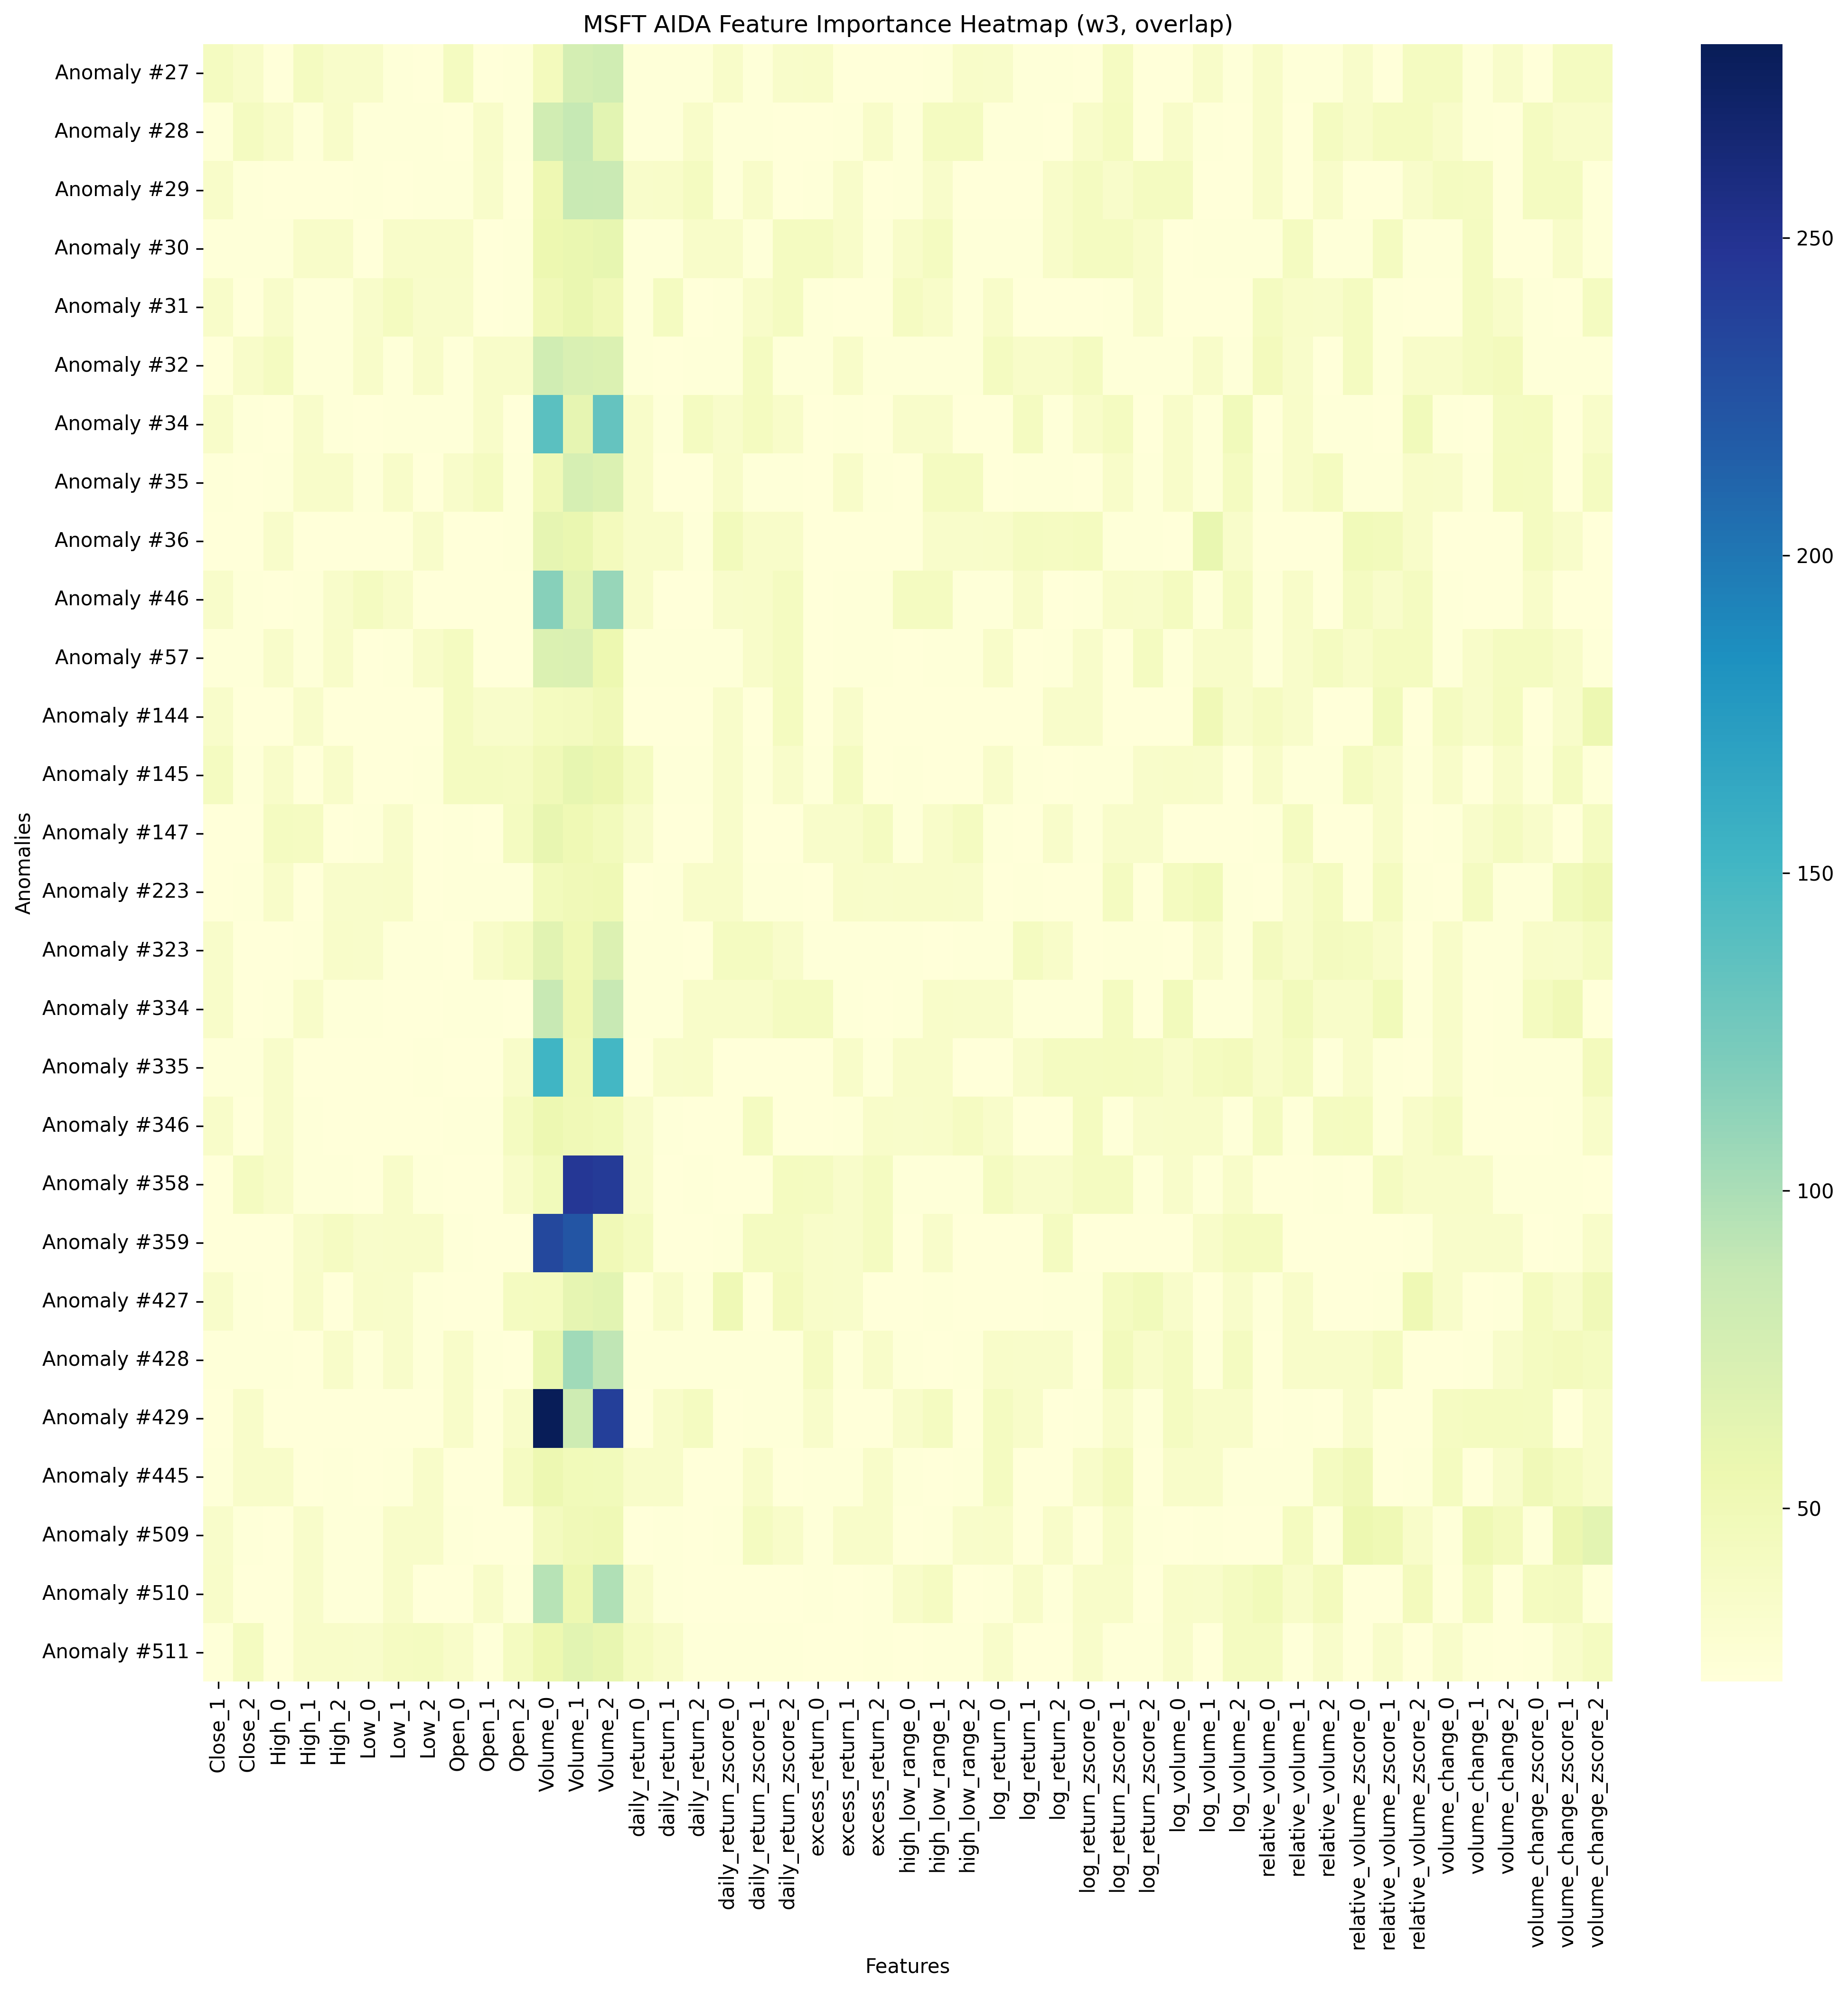 MSFT AIDA Feature Importance Heatmap (w3, overlap)
Anomalies
Anomaly #27
Anomaly #28
Anomaly #29
Anomaly #30
Anomaly #31
Anomaly #32
Anomaly #34
Anomaly #35
Anomaly #36
Anomaly #46
Anomaly #57
Anomaly #144
Anomaly #145
Anomaly #147
Anomaly #223
Anomaly #323
Anomaly #334
Anomaly #335
Anomaly #346
Anomaly #358
Anomaly #359
Anomaly #427
Anomaly #428
Anomaly #429
Anomaly #445
Anomaly #509
Anomaly #510
Anomaly #511
Close_1
Close_2
High_0
High_1
High_2
Low_0
Low_1
Low_2
Open_0
Open_1
Open_2
Volume_0
Volume_1
Volume_2
daily_return_0
daily_return_1
daily_return_2
daily_return_zscore_0
daily_return_zscore_1
daily_return_zscore_2
excess_return_0
excess_return_1
excess_return_2
high_low_range_0
high_low_range_1
high_low_range_2
log_return_0
log_return_1
log_return_2
log_return_zscore_0
log_return_zscore_1
log_return_zscore_2
log_volume_0
log_volume_1
log_volume_2
relative_volume_0
relative_volume_1
relative_volume_2
relative_volume_zscore_0
relative_volume_zscore_1
relative_volume_zscore_2
volume_change_0
volume_change_1
volume_change_2
volume_change_zscore_0
volume_change_zscore_1
volume_change_zscore_2
Features
250
200
150
100
50